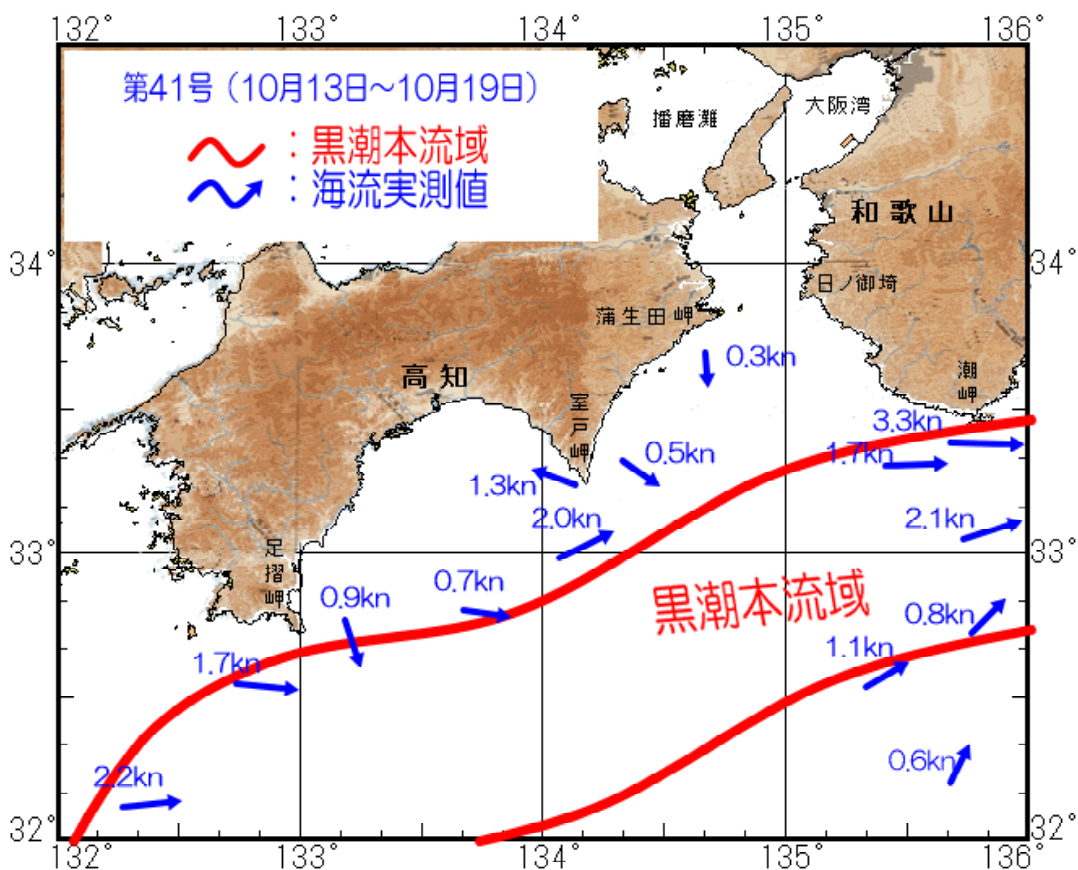 132° 133° 134° 135° 136°
第41号（10月13日～10月19日）
：黒潮本流域
：海流実測値
播磨灘
大阪湾
和歌山
34° 34°
日ノ御埼
蒲生田岬
0.3kn
潮岬
高知
室戸岬
3.3kn
1.7kn
0.5kn
1.3kn
2.0kn
2.1kn
33° 33°
足摺岬
0.7kn
0.9kn
黒潮本流域
0.8kn
1.1kn
1.7kn
0.6kn
2.2kn
32° 32°
132° 133° 134° 135° 136°